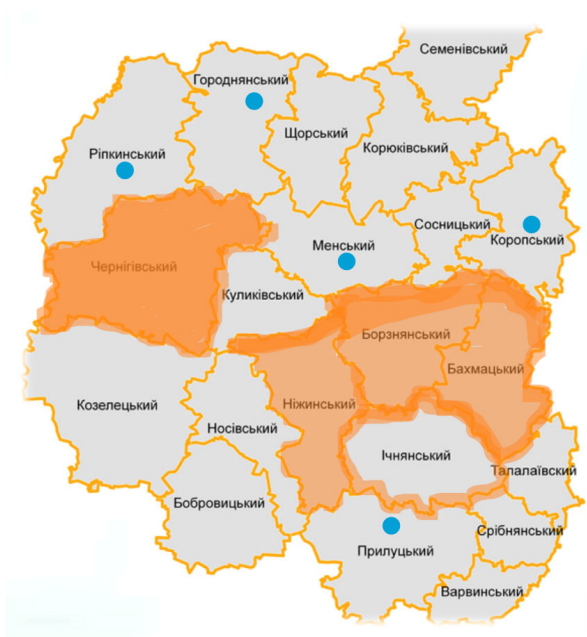 Семенівський
Городнянський
Щорський
Корюківський
Ріпкинський
Сосницький
Коропський
Менський
Чернігівський
Куликівський
Борзнянський
Бахмацький
Козелецький
Ніжинський
Носівський
Ічнянський
Талалаївский
Бобровицький
Срібнянський
Прилуцький
Варвинський